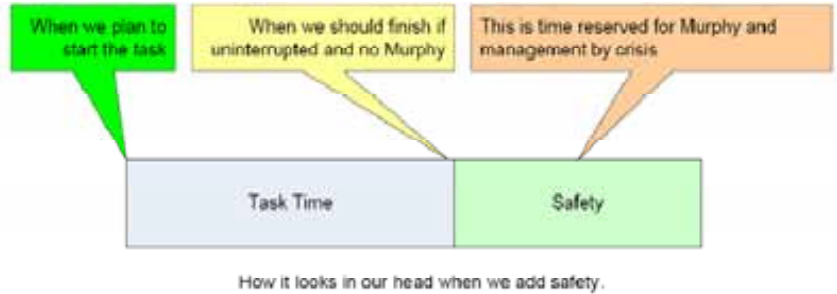 When we plan to
start the task
When we should finish if
uninterrupted and no Murphy
This is time reserved for Murphy and
management by crisis
Task Time
Safety
How it looks in our head when we add safety.